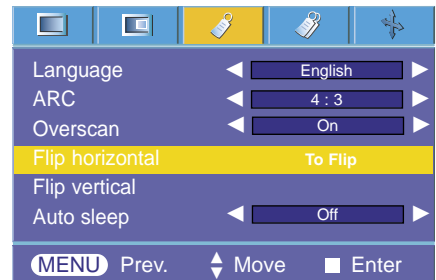 Language English
ARC 4 : 3
Overscan On
Flip horizontal To Flip
Flip vertical
Auto sleep Off
MENU Prev. Move Enter